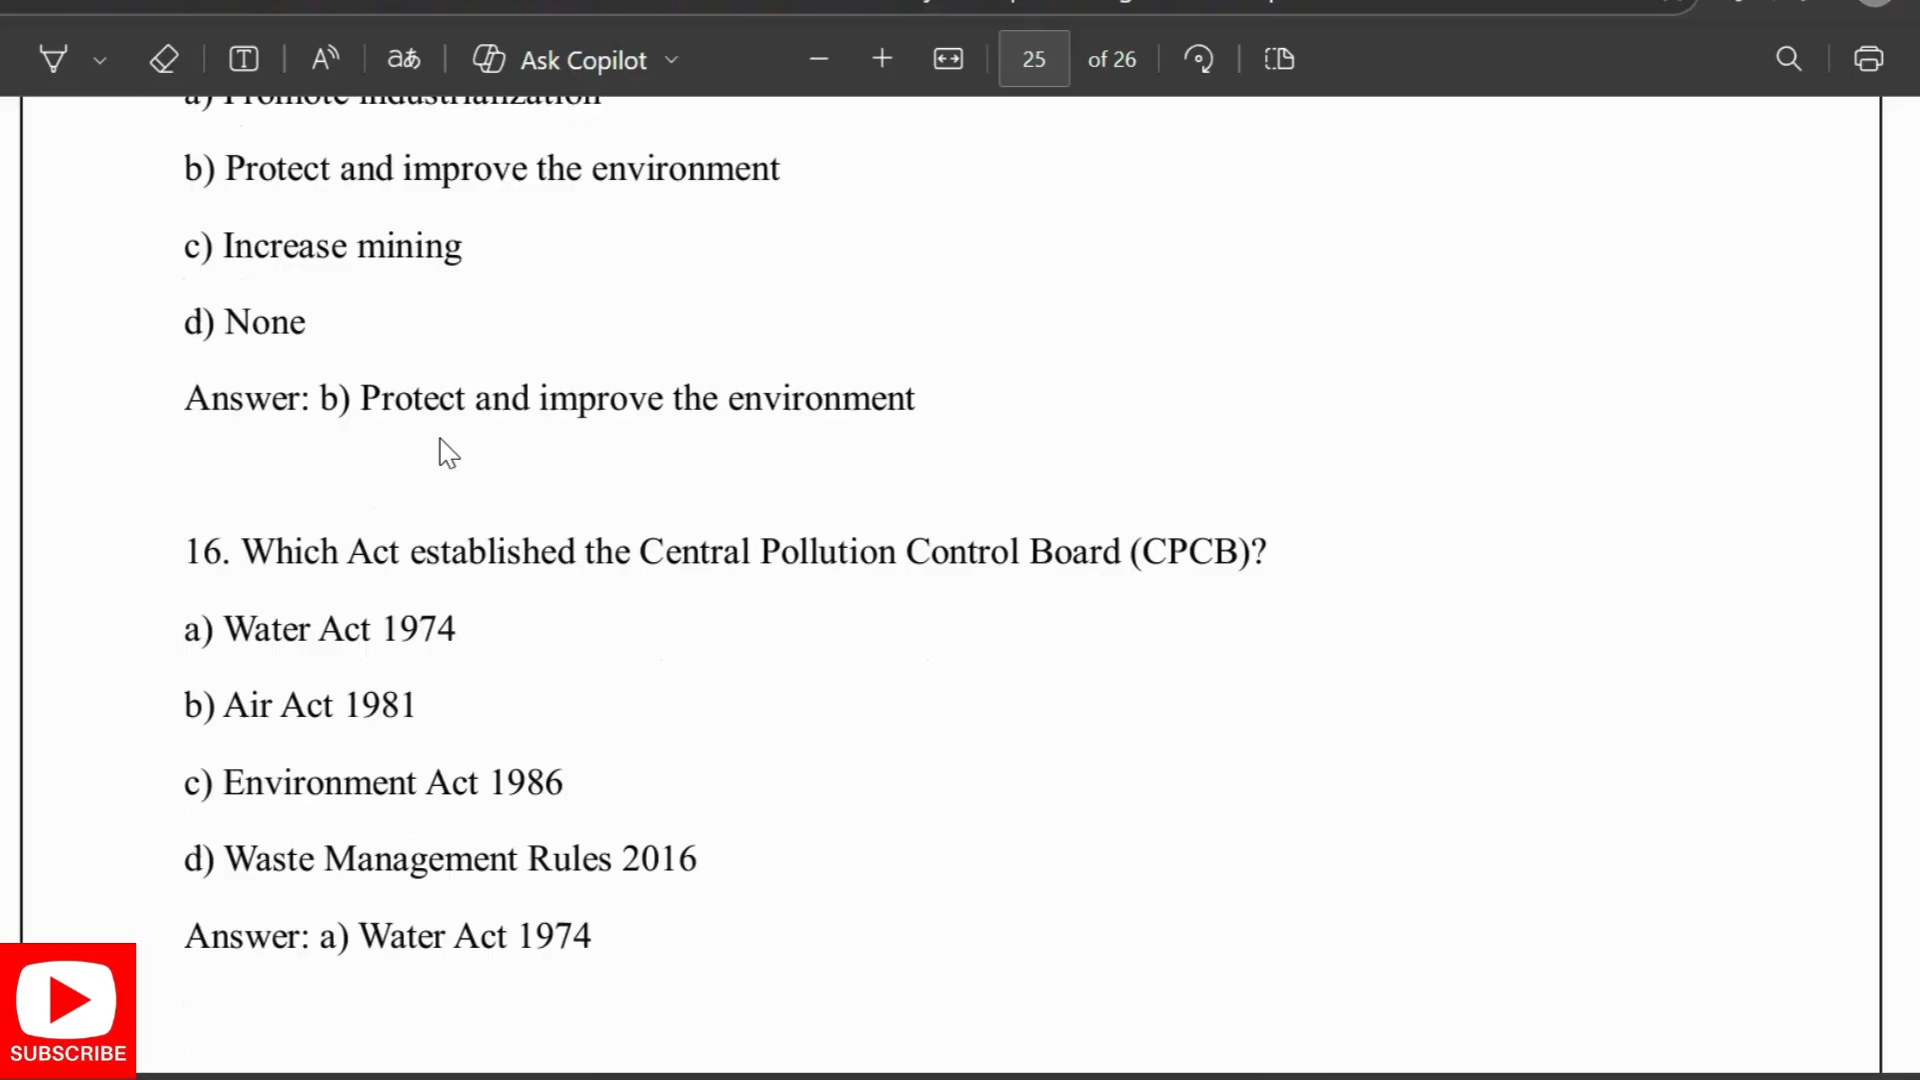 Ask Copilot
25 of 26
a) Promote industrialization
b) Protect and improve the environment
c) Increase mining
d) None
Answer: b) Protect and improve the environment
16. Which Act established the Central Pollution Control Board (CPCB)?
a) Water Act 1974
b) Air Act 1981
c) Environment Act 1986
d) Waste Management Rules 2016
Answer: a) Water Act 1974
SUBSCRIBE